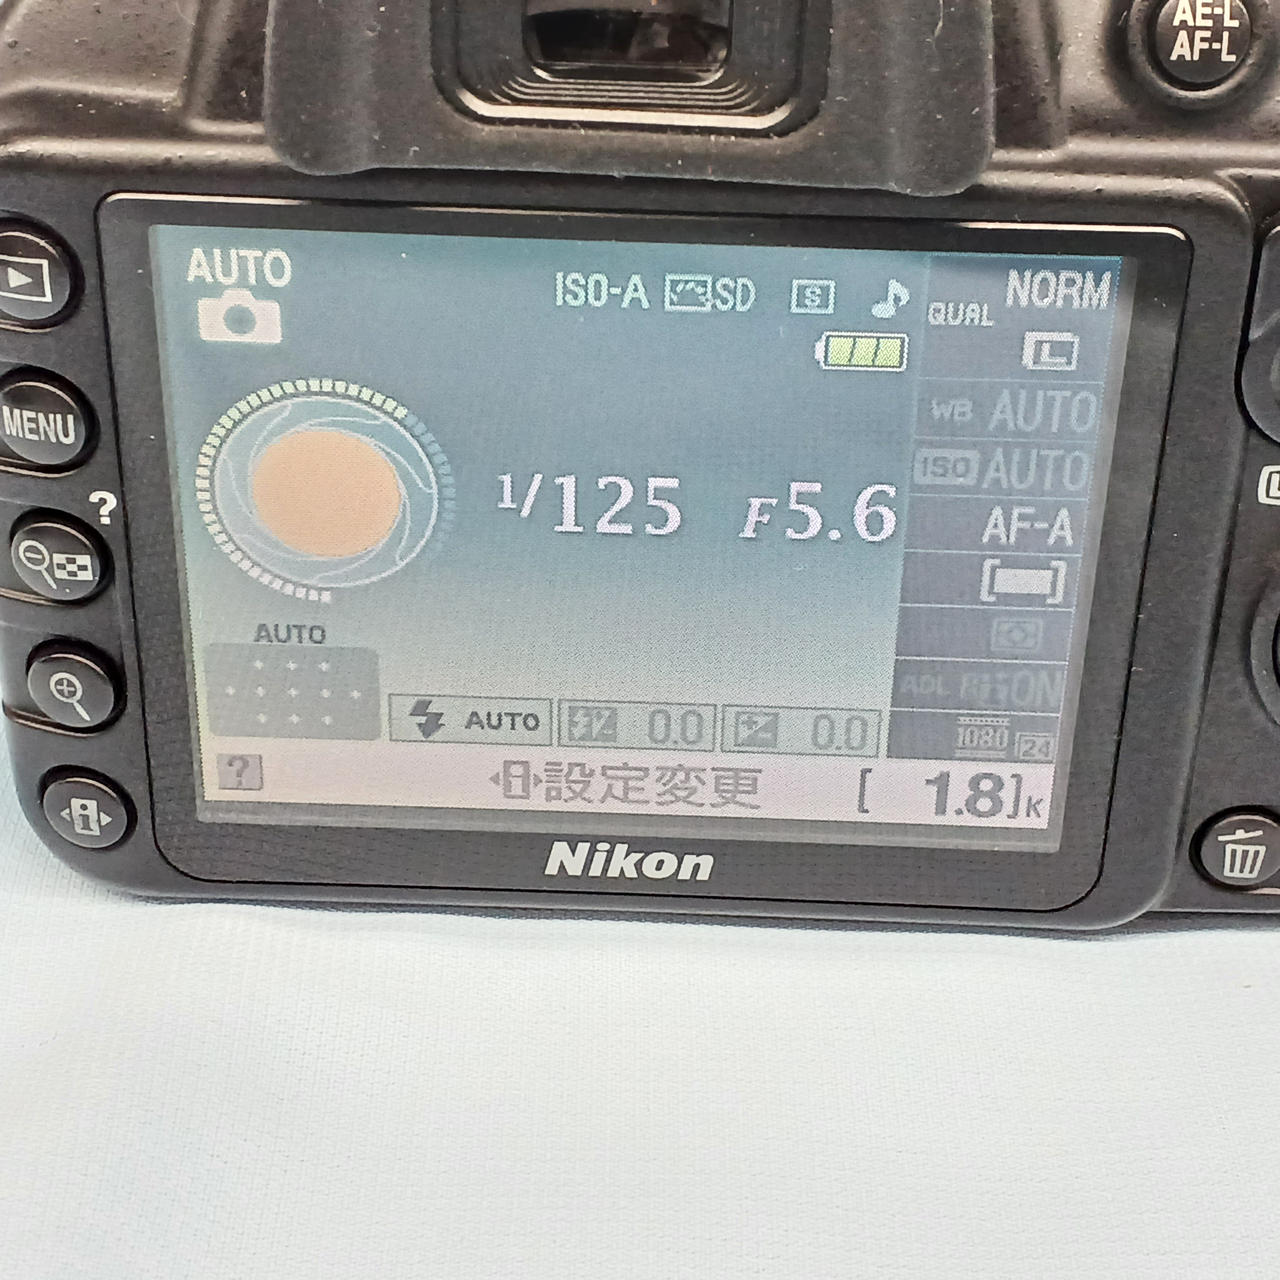 AE-L
AF-L
AUTO
ISO-A SD S
NORM
QUAL
L
MENU
WB AUTO
ISO AUTO
?
1/125 F5.6
AF-A
AUTO
ADL ON
AUTO 0.0 0.0
1080 24
? i 設定変更 [ 1.8]K
i
Nikon